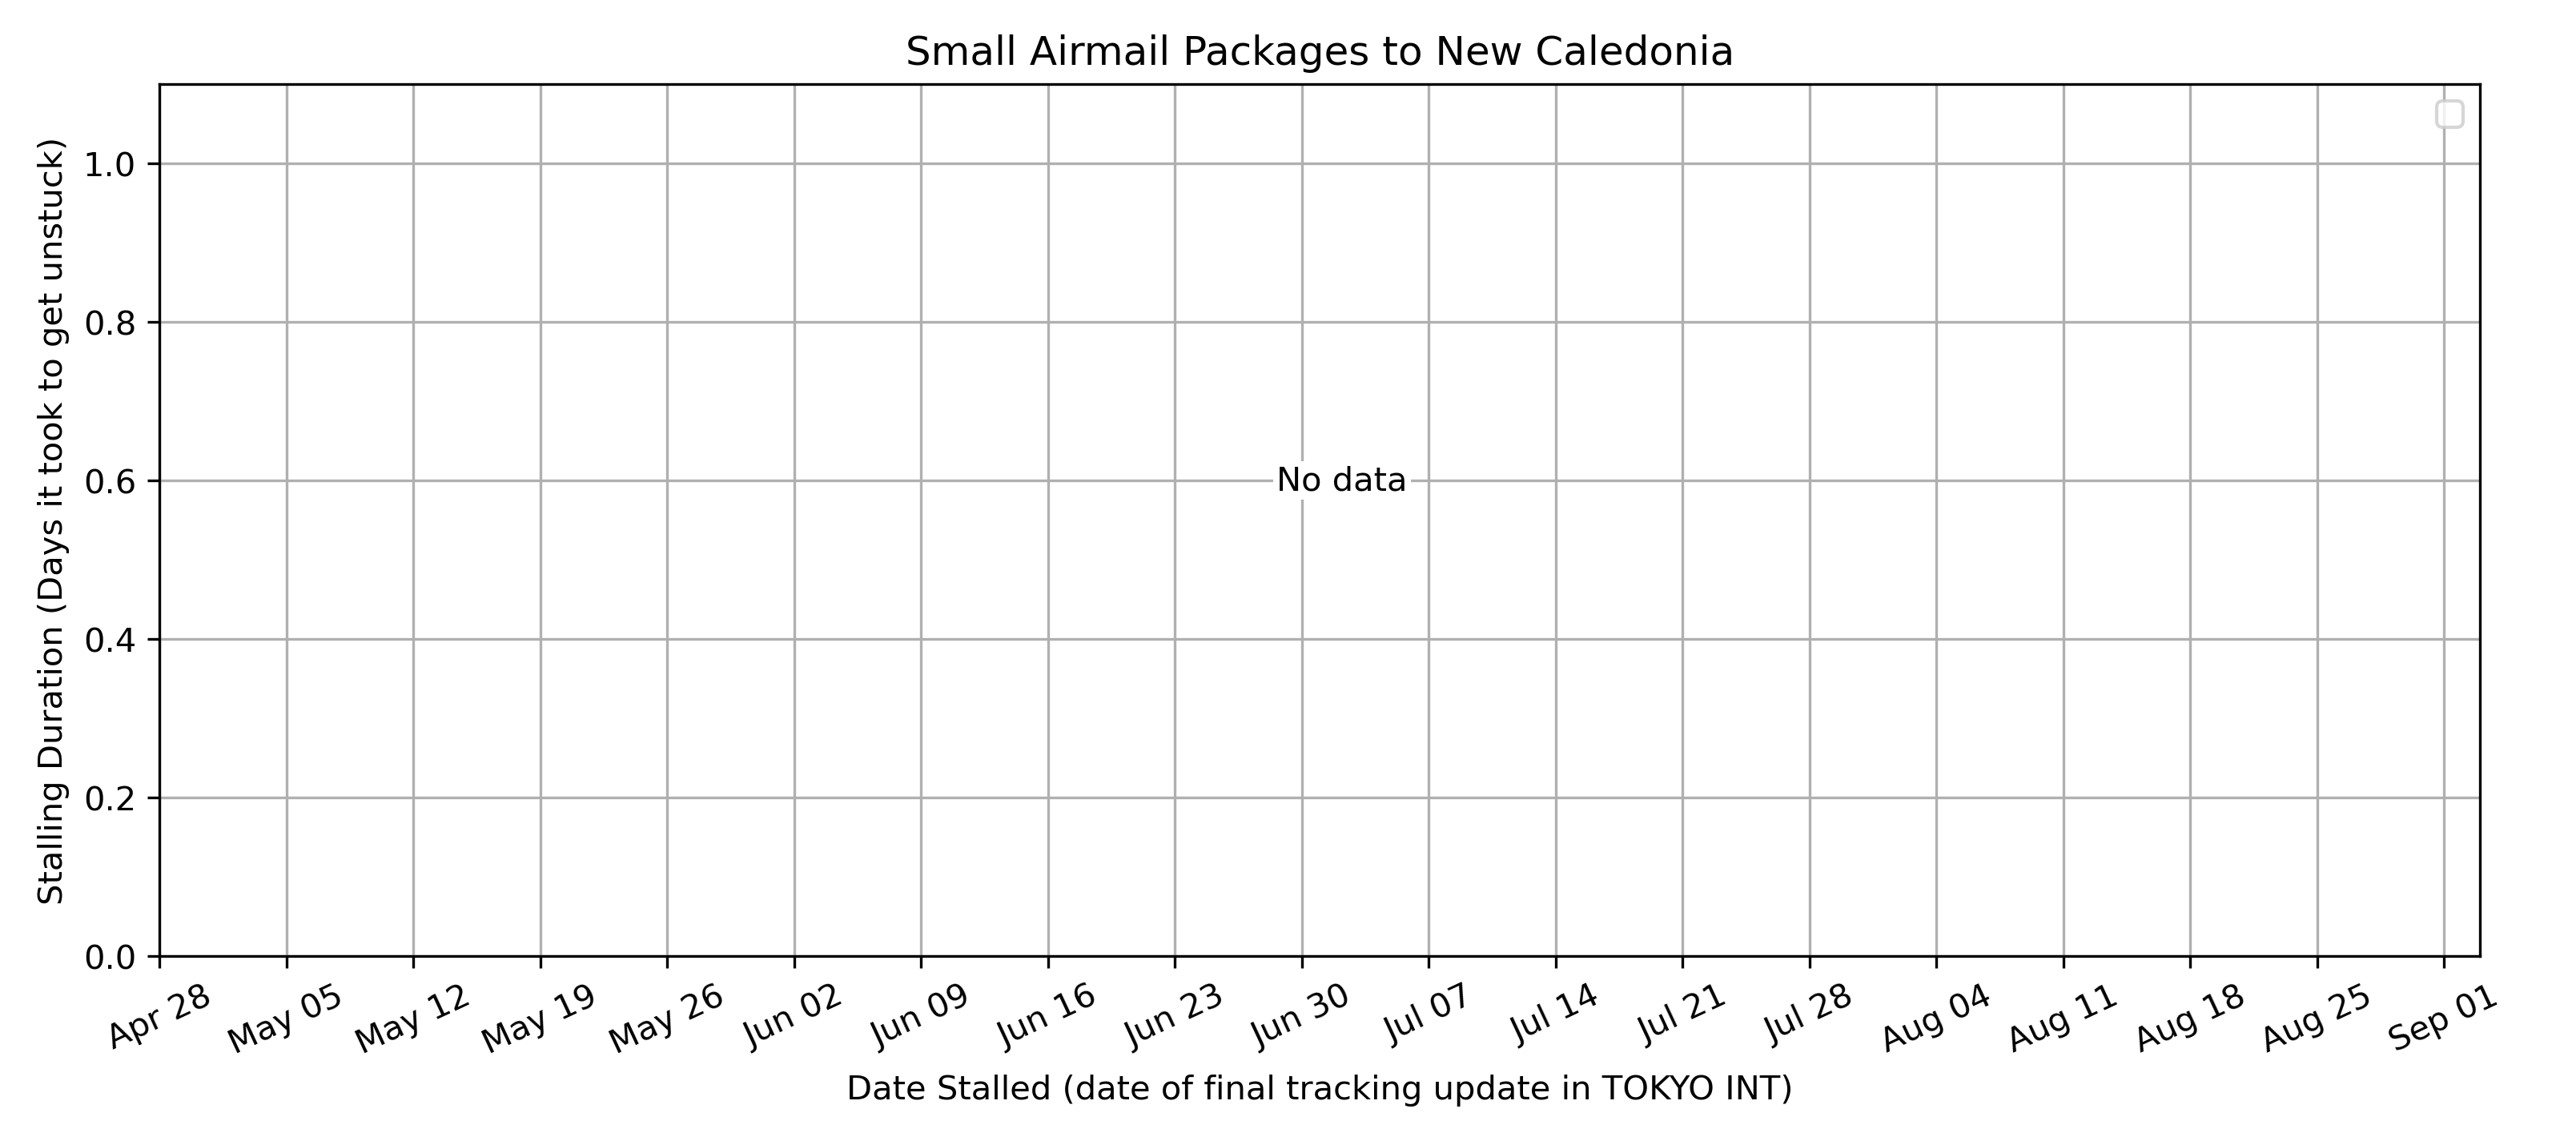 Small Airmail Packages to New Caledonia
Stalling Duration (Days it took to get unstuck)
1.0
0.8
0.6
0.4
0.2
0.0
No data
Apr 28 May 05 May 12 May 19 May 26 Jun 02 Jun 09 Jun 16 Jun 23 Jun 30 Jul 07 Jul 14 Jul 21 Jul 28 Aug 04 Aug 11 Aug 18 Aug 25 Sep 01
Date Stalled (date of final tracking update in TOKYO INT)